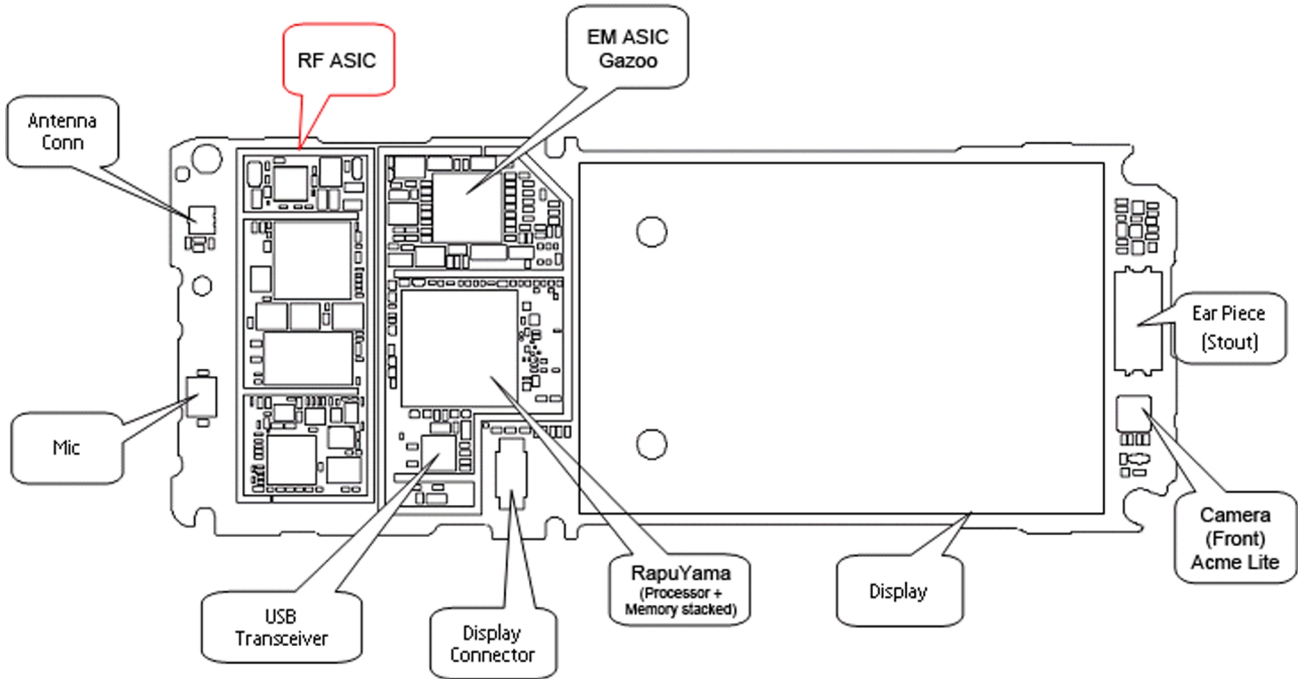 RF ASIC
EM ASIC
Gazoo
Antenna
Conn
Ear Piece
(Stout)
Mic
Camera
(Front)
Acme Lite
RapuYama
(Processor +
Memory stacked)
Display
USB
Transceiver
Display
Connector